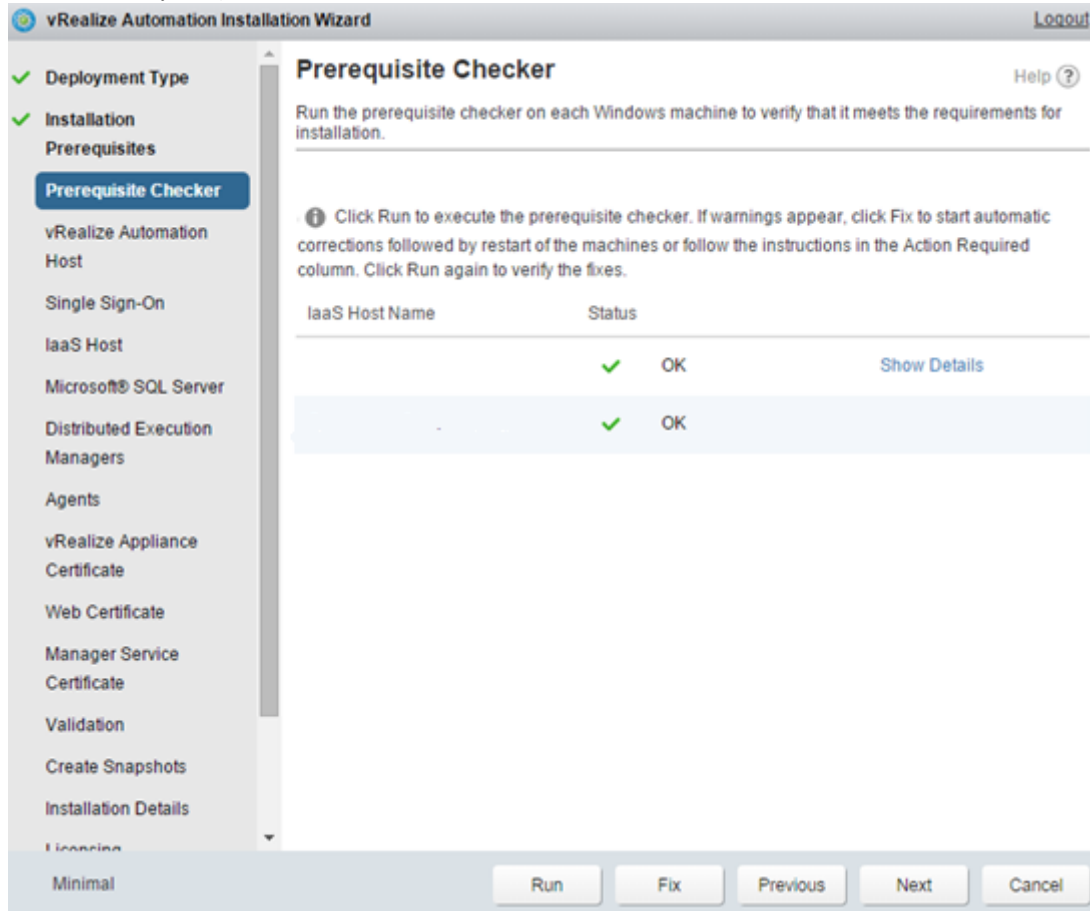 vRealize Automation Installation Wizard
Logout
Deployment Type
Installation
Prerequisites
Prerequisite Checker
vRealize Automation
Host
Single Sign-On
IaaS Host
Microsoft® SQL Server
Distributed Execution
Managers
Agents
vRealize Appliance
Certificate
Web Certificate
Manager Service
Certificate
Validation
Create Snapshots
Installation Details
Licensing
Minimal
Prerequisite Checker
Help ?
Run the prerequisite checker on each Windows machine to verify that it meets the requirements for
installation.
Click Run to execute the prerequisite checker. If warnings appear, click Fix to start automatic
corrections followed by restart of the machines or follow the instructions in the Action Required
column. Click Run again to verify the fixes.
IaaS Host Name Status
OK Show Details
OK
Run Fix Previous Next Cancel